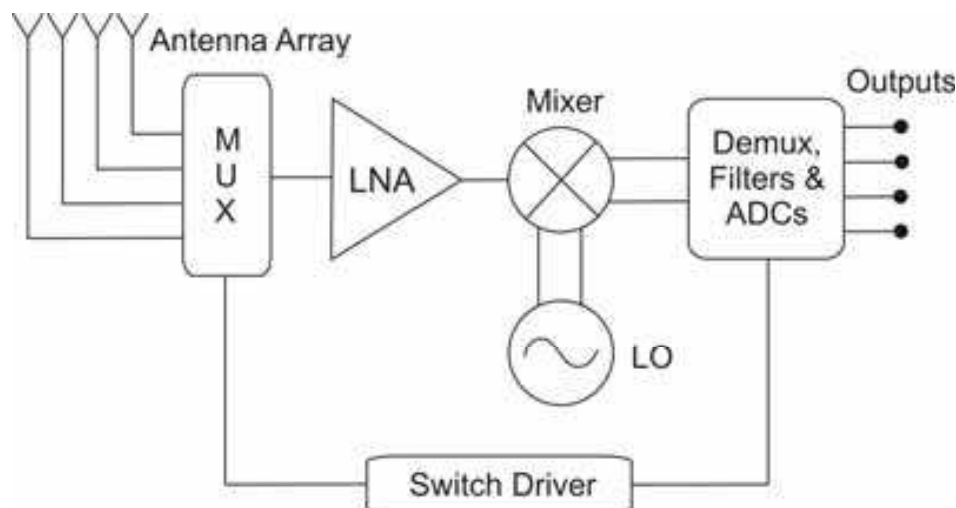 Antenna Array
M
U
X
LNA
Mixer
LO
Demux,
Filters &
ADCs
Outputs
Switch Driver